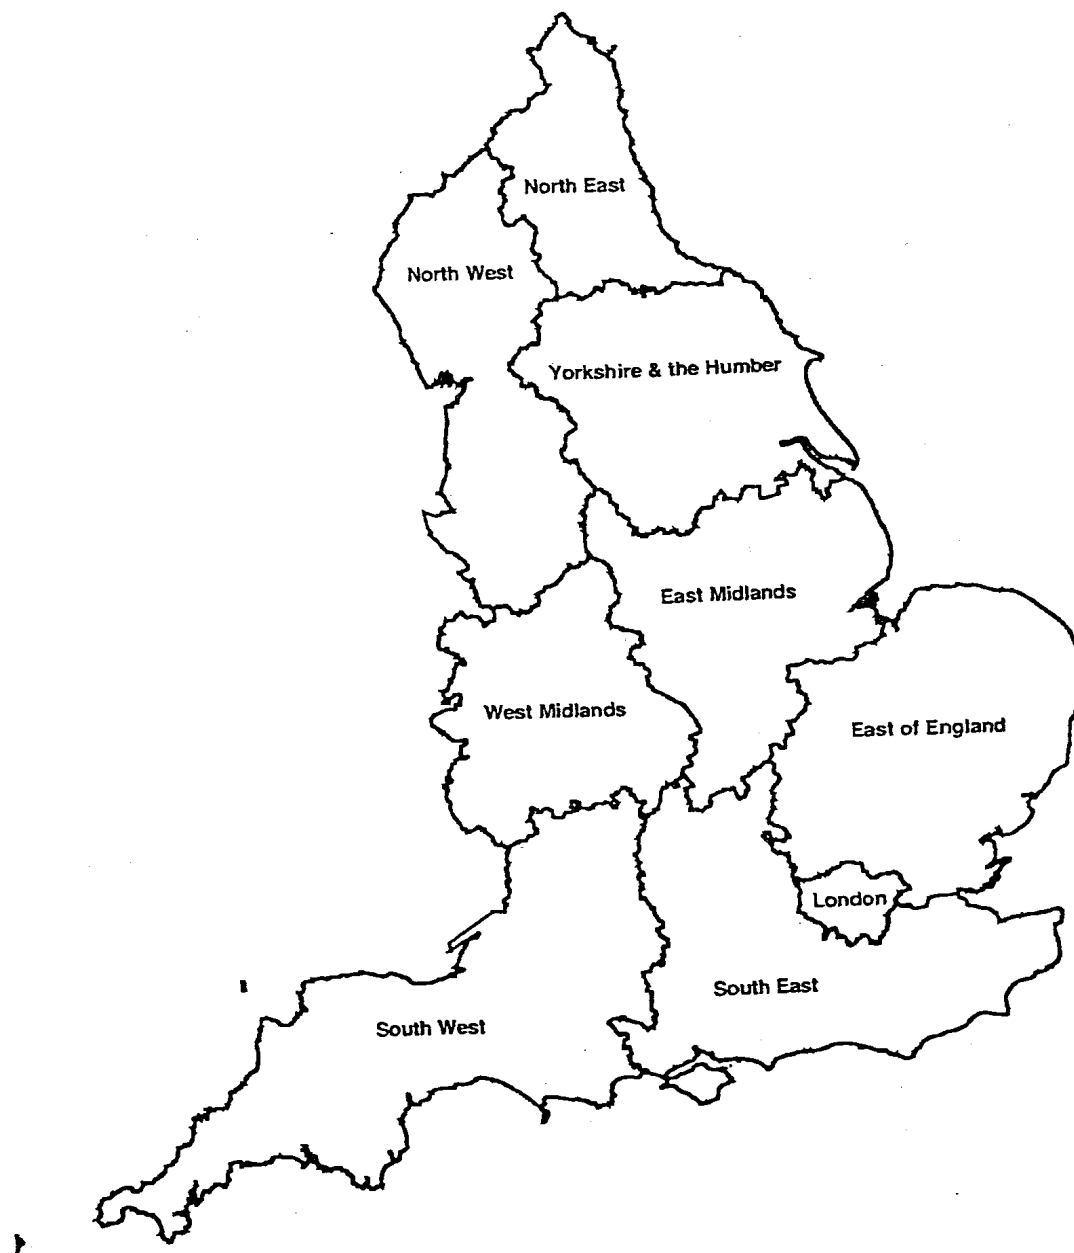 North East
North West
Yorkshire & the Humber
East Midlands
West Midlands
East of England
London
South East
South West